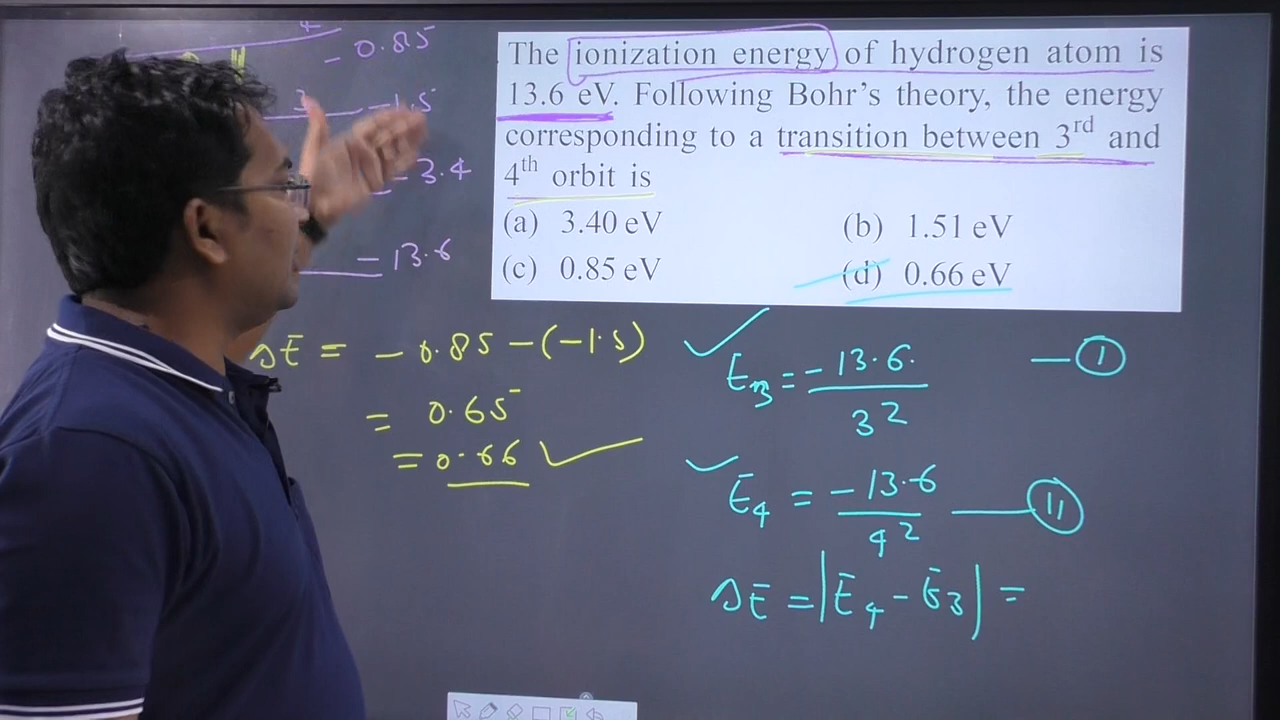 4
- 0.85
3 -1.5
-3.4
-13.6
The ionization energy of hydrogen atom is
13.6 eV. Following Bohr's theory, the energy
corresponding to a transition between 3rd and
4th orbit is
(a) 3.40 eV (b) 1.51 eV
(c) 0.85 eV (d) 0.66 eV
ΔE = - 0.85 - (-1.5)
= 0.65
= 0.66
E3 = -13.6 / 3² — I
E4 = -13.6 / 4² — II
ΔE = |E4 - E3| =